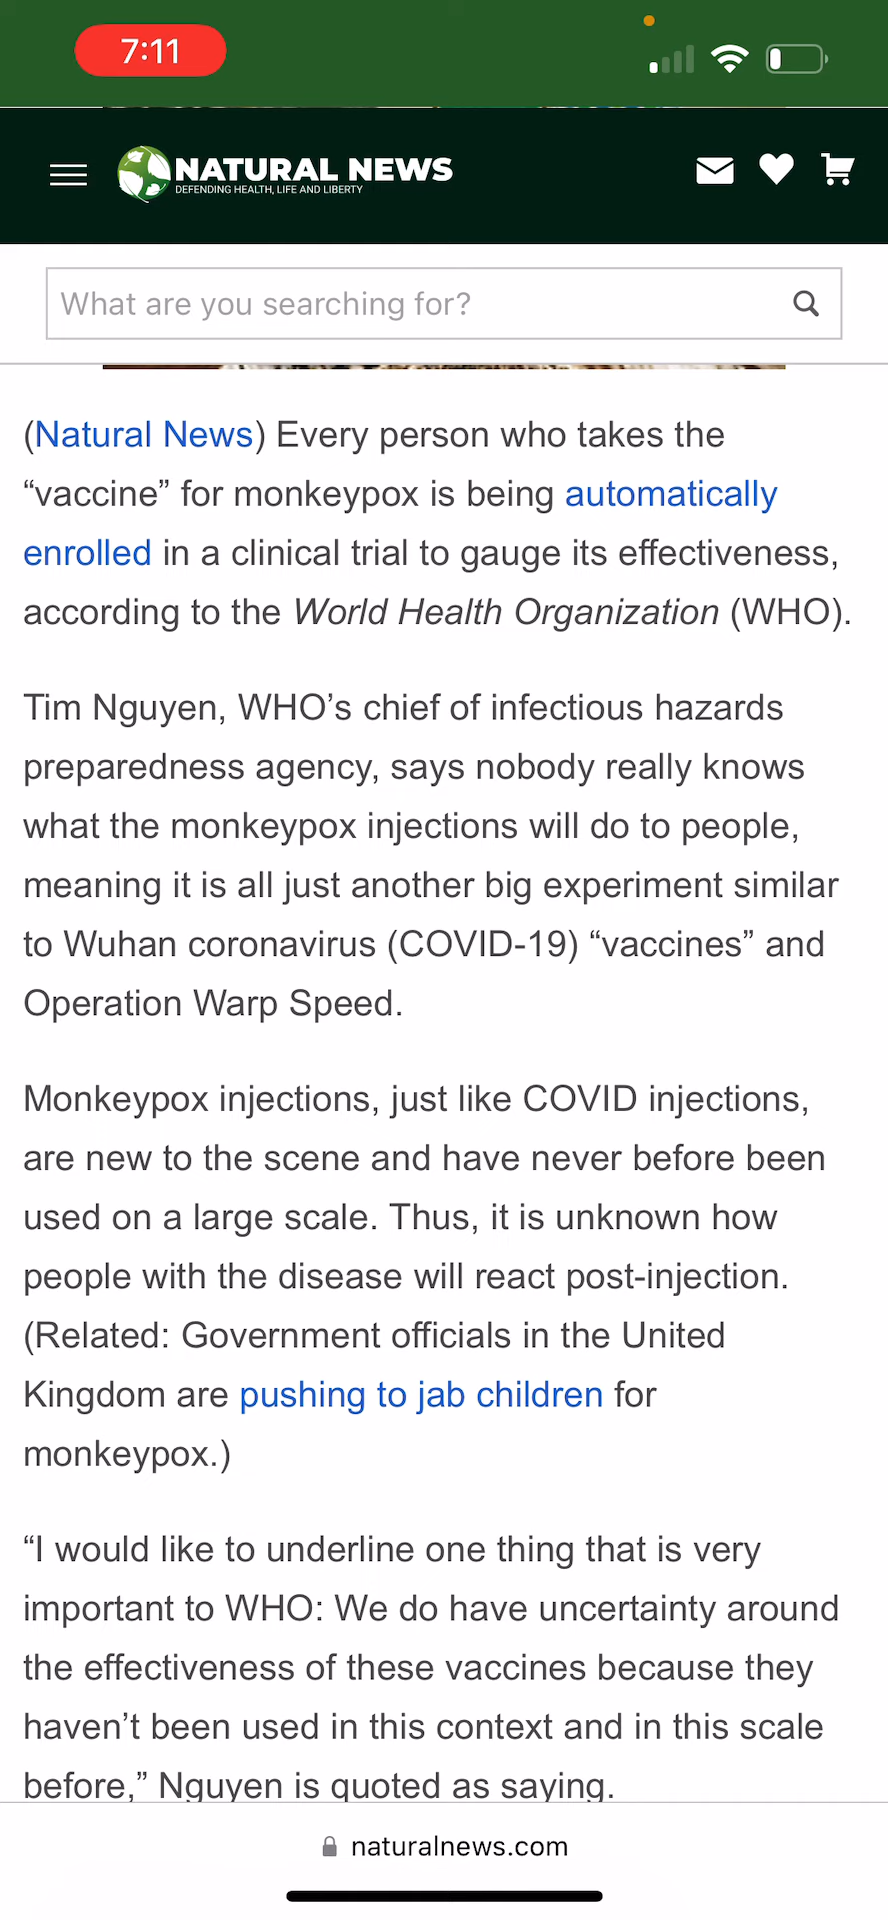 7:11
NATURAL NEWS
DEFENDING HEALTH, LIFE AND LIBERTY
What are you searching for?
(Natural News) Every person who takes the
“vaccine” for monkeypox is being automatically
enrolled in a clinical trial to gauge its effectiveness,
according to the World Health Organization (WHO).
Tim Nguyen, WHO’s chief of infectious hazards
preparedness agency, says nobody really knows
what the monkeypox injections will do to people,
meaning it is all just another big experiment similar
to Wuhan coronavirus (COVID-19) “vaccines” and
Operation Warp Speed.
Monkeypox injections, just like COVID injections,
are new to the scene and have never before been
used on a large scale. Thus, it is unknown how
people with the disease will react post-injection.
(Related: Government officials in the United
Kingdom are pushing to jab children for
monkeypox.)
“I would like to underline one thing that is very
important to WHO: We do have uncertainty around
the effectiveness of these vaccines because they
haven’t been used in this context and in this scale
before,” Nguyen is quoted as saying.
naturalnews.com